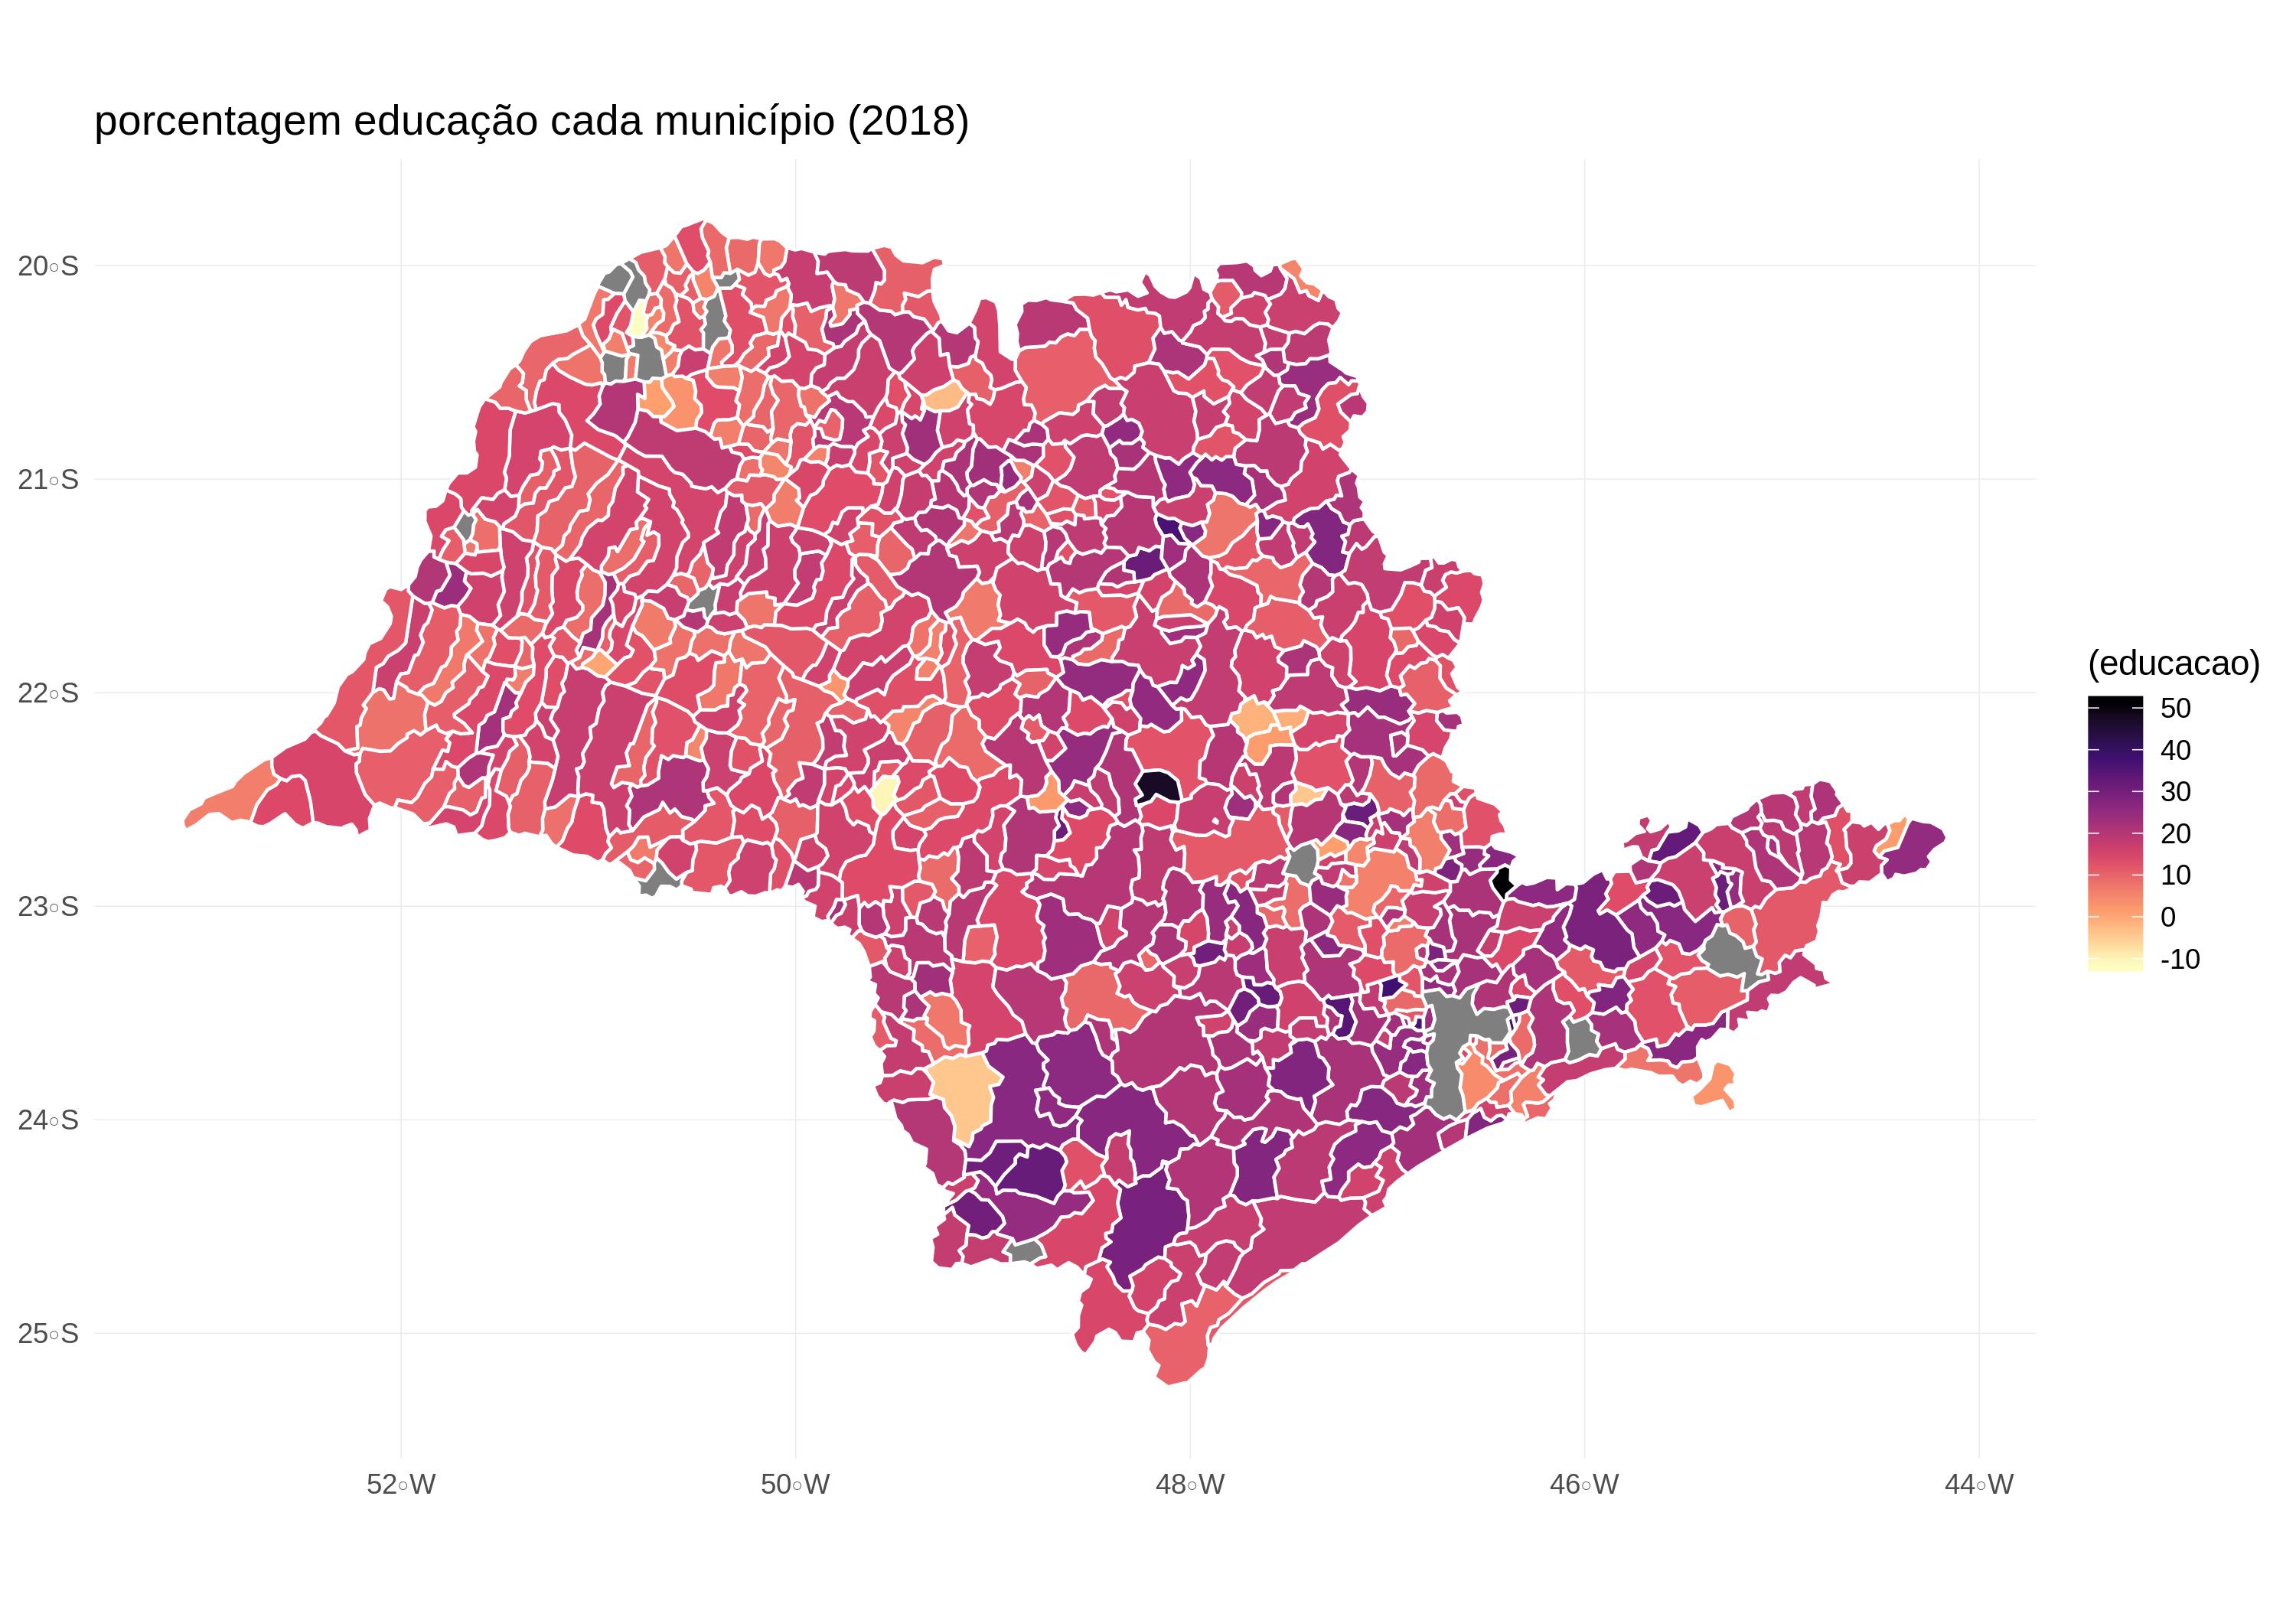 porcentagem educação cada município (2018)
20◦S
21◦S
22◦S
23◦S
24◦S
25◦S
52◦W
50◦W
48◦W
46◦W
44◦W
(educacao)
50
40
30
20
10
0
-10